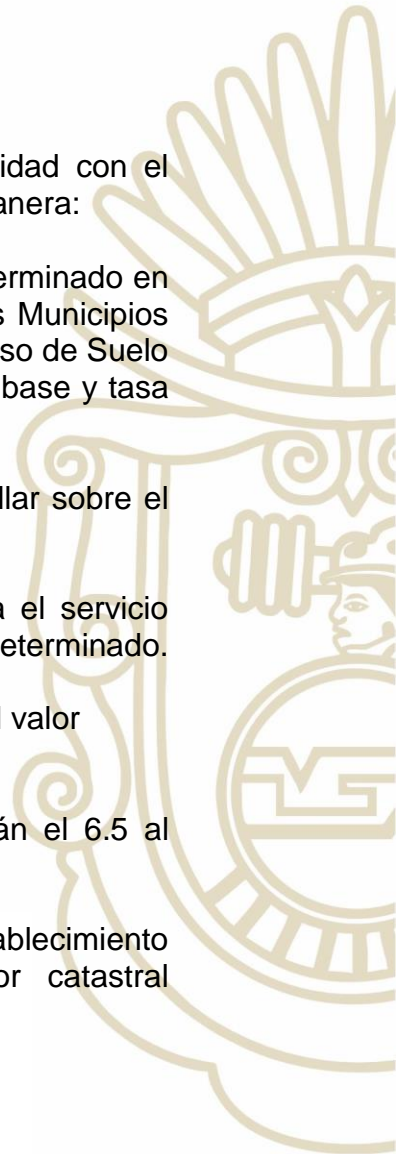 idad con el
anera:
erminado en
s Municipios
so de Suelo
base y tasa
llar sobre el
a el servicio
eterminado.
l valor
án el 6.5 al
ablecimiento
or catastral